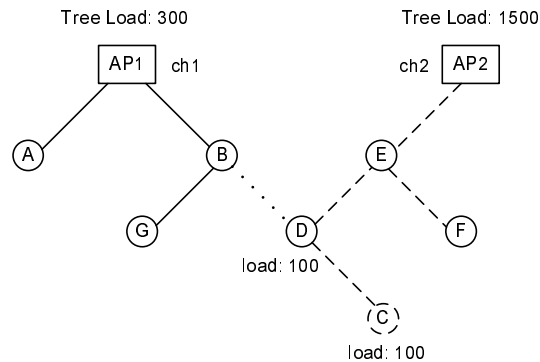 Tree Load: 300
Tree Load: 1500
AP1
ch1
ch2
AP2
A
B
E
G
D
F
load: 100
C
load: 100